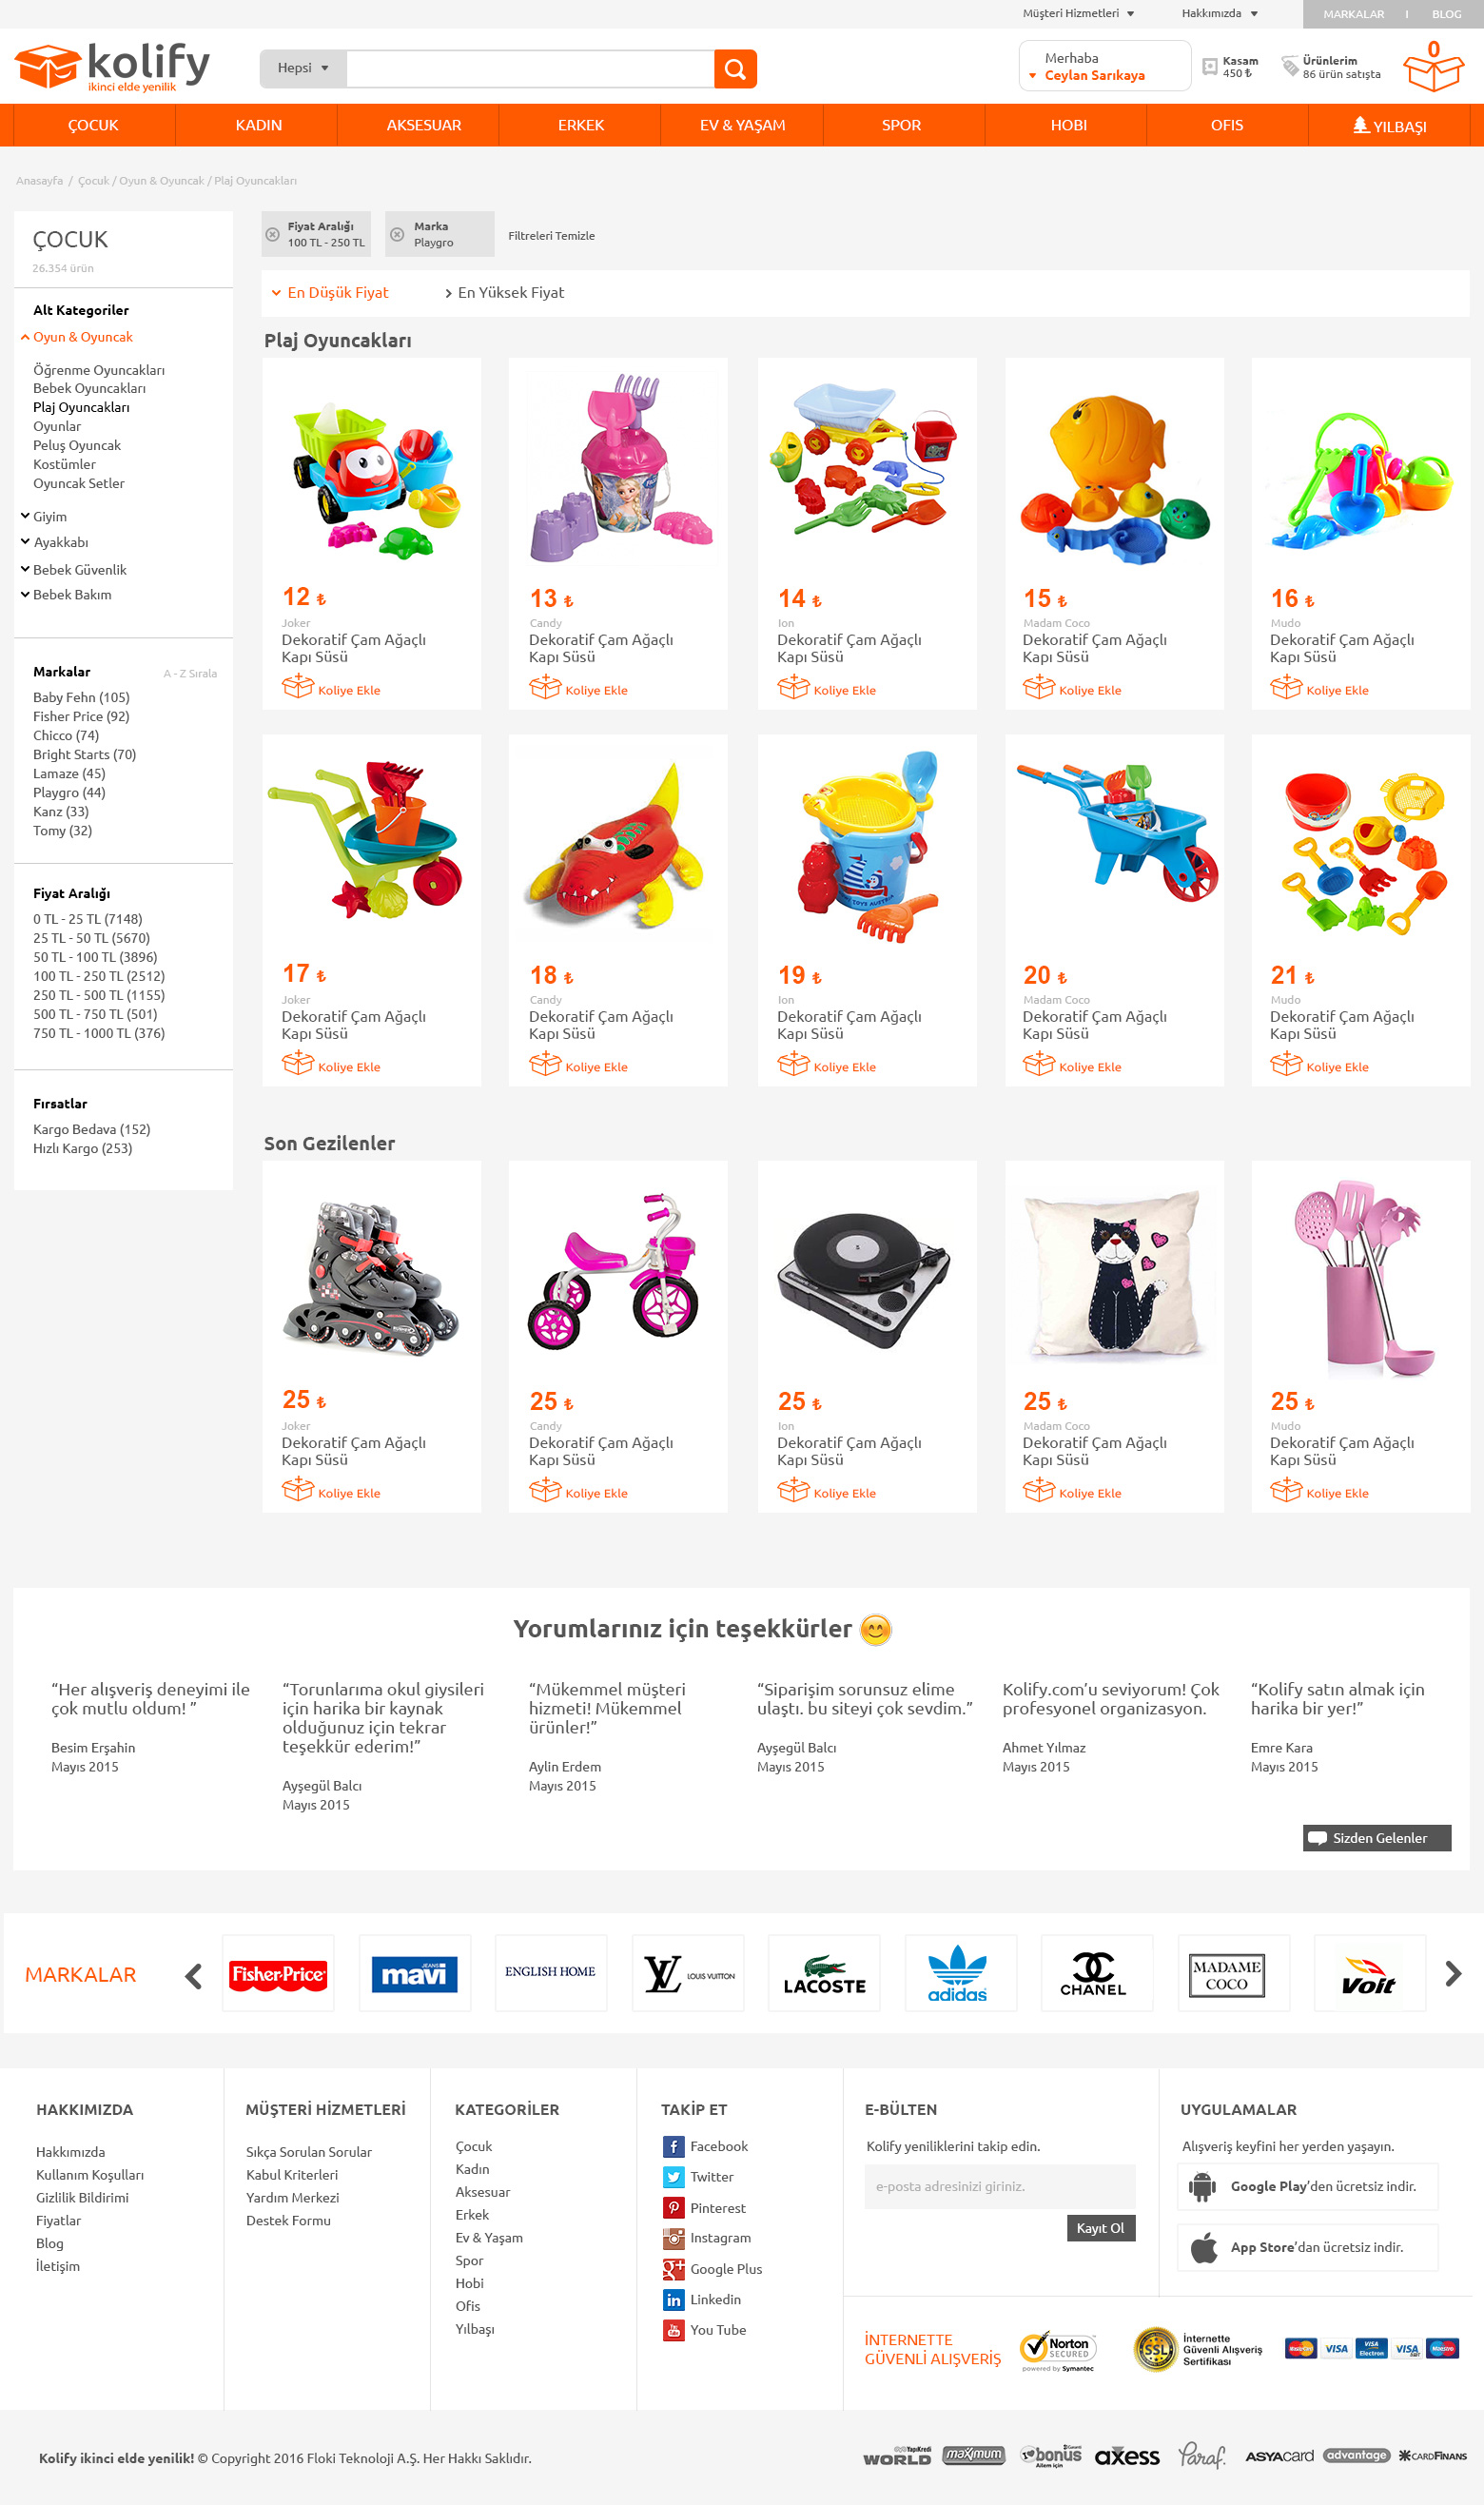 Müşteri Hizmetleri
Hakkımızda
MARKALAR I BLOG
kolify
ikinci elde yenilik
Hepsi
Merhaba
Ceylan Sarıkaya
Kasam
450 ₺
Ürünlerim
86 ürün satışta
0
ÇOCUK KADIN AKSESUAR ERKEK EV & YAŞAM SPOR HOBI OFIS YILBAŞI
Anasayfa / Çocuk / Oyun & Oyuncak / Plaj Oyuncakları
ÇOCUK
26.354 ürün
Alt Kategoriler
Oyun & Oyuncak
Öğrenme Oyuncakları
Bebek Oyuncakları
Plaj Oyuncakları
Oyunlar
Peluş Oyuncak
Kostümler
Oyuncak Setler
Giyim
Ayakkabı
Bebek Güvenlik
Bebek Bakım
Markalar
A - Z Sırala
Baby Fehn (105)
Fisher Price (92)
Chicco (74)
Bright Starts (70)
Lamaze (45)
Playgro (44)
Kanz (33)
Tomy (32)
Fiyat Aralığı
0 TL - 25 TL (7148)
25 TL - 50 TL (5670)
50 TL - 100 TL (3896)
100 TL - 250 TL (2512)
250 TL - 500 TL (1155)
500 TL - 750 TL (501)
750 TL - 1000 TL (376)
Fırsatlar
Kargo Bedava (152)
Hızlı Kargo (253)
Fiyat Aralığı
100 TL - 250 TL
Marka
Playgro
Filtreleri Temizle
En Düşük Fiyat
En Yüksek Fiyat
Plaj Oyuncakları
12 ₺
Joker
Dekoratif Çam Ağaçlı
Kapı Süsü
Koliye Ekle
13 ₺
Candy
Dekoratif Çam Ağaçlı
Kapı Süsü
Koliye Ekle
14 ₺
Ion
Dekoratif Çam Ağaçlı
Kapı Süsü
Koliye Ekle
15 ₺
Madam Coco
Dekoratif Çam Ağaçlı
Kapı Süsü
Koliye Ekle
16 ₺
Mudo
Dekoratif Çam Ağaçlı
Kapı Süsü
Koliye Ekle
17 ₺
Joker
Dekoratif Çam Ağaçlı
Kapı Süsü
Koliye Ekle
18 ₺
Candy
Dekoratif Çam Ağaçlı
Kapı Süsü
Koliye Ekle
19 ₺
Ion
Dekoratif Çam Ağaçlı
Kapı Süsü
Koliye Ekle
20 ₺
Madam Coco
Dekoratif Çam Ağaçlı
Kapı Süsü
Koliye Ekle
21 ₺
Mudo
Dekoratif Çam Ağaçlı
Kapı Süsü
Koliye Ekle
Son Gezilenler
25 ₺
Joker
Dekoratif Çam Ağaçlı
Kapı Süsü
Koliye Ekle
25 ₺
Candy
Dekoratif Çam Ağaçlı
Kapı Süsü
Koliye Ekle
25 ₺
Ion
Dekoratif Çam Ağaçlı
Kapı Süsü
Koliye Ekle
25 ₺
Madam Coco
Dekoratif Çam Ağaçlı
Kapı Süsü
Koliye Ekle
25 ₺
Mudo
Dekoratif Çam Ağaçlı
Kapı Süsü
Koliye Ekle
Yorumlarınız için teşekkürler
“Her alışveriş deneyimi ile
çok mutlu oldum! ”
Besim Erşahin
Mayıs 2015
“Torunlarıma okul giysileri
için harika bir kaynak
olduğunuz için tekrar
teşekkür ederim!”
Ayşegül Balcı
Mayıs 2015
“Mükemmel müşteri
hizmeti! Mükemmel
ürünler!”
Aylin Erdem
Mayıs 2015
“Siparişim sorunsuz elime
ulaştı. bu siteyi çok sevdim.”
Ayşegül Balcı
Mayıs 2015
Kolify.com’u seviyorum! Çok
profesyonel organizasyon.
Ahmet Yılmaz
Mayıs 2015
“Kolify satın almak için
harika bir yer!”
Emre Kara
Mayıs 2015
Sizden Gelenler
MARKALAR
Fisher-Price
JEANS
mavi
ENGLISH HOME
LV LOUIS VUITTON
LACOSTE
adidas
CHANEL
MADAME
COCO
Voit
HAKKIMIZDA
Hakkımızda
Kullanım Koşulları
Gizlilik Bildirimi
Fiyatlar
Blog
İletişim
MÜŞTERİ HİZMETLERİ
Sıkça Sorulan Sorular
Kabul Kriterleri
Yardım Merkezi
Destek Formu
KATEGORİLER
Çocuk
Kadın
Aksesuar
Erkek
Ev & Yaşam
Spor
Hobi
Ofis
Yılbaşı
TAKİP ET
Facebook
Twitter
Pinterest
Instagram
Google Plus
Linkedin
You Tube
E-BÜLTEN
Kolify yeniliklerini takip edin.
e-posta adresinizi giriniz.
Kayıt Ol
UYGULAMALAR
Alışveriş keyfini her yerden yaşayın.
Google Play’den ücretsiz indir.
App Store’dan ücretsiz indir.
İNTERNETTE
GÜVENLİ ALIŞVERİŞ
Norton
SECURED
powered by Symantec
SSL
İnternette
Güvenli Alışveriş
Sertifikası
MasterCard VISA VISA Electron VISA Maestro
Kolify ikinci elde yenilik! © Copyright 2016 Floki Teknoloji A.Ş. Her Hakkı Saklıdır.
YapıKredi
WORLD
maximum
Garanti
bonus
Ailem için
axess
Paraf
ASYACARD
advantage
CARDFINANS